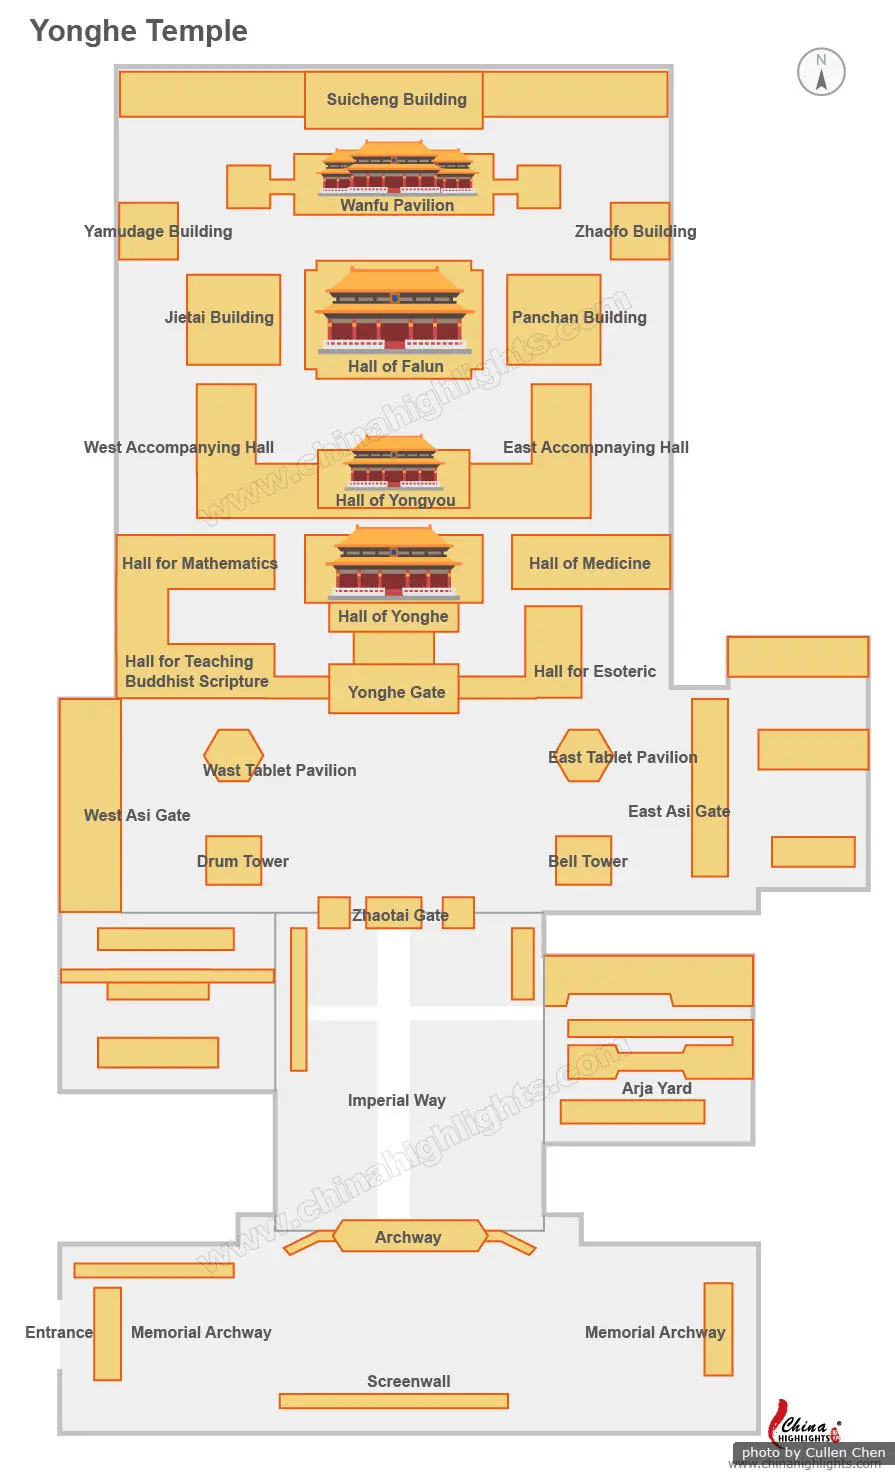 Yonghe Temple
N
Suicheng Building
Wanfu Pavilion
Yamudage Building
Zhaofo Building
Jietai Building
Panchan Building
Hall of Falun
West Accompanying Hall
East Accompnaying Hall
Hall of Yongyou
Hall for Mathematics
Hall of Medicine
Hall of Yonghe
Hall for Teaching
Buddhist Scripture
Hall for Esoteric
Yonghe Gate
Wast Tablet Pavilion
East Tablet Pavilion
West Asi Gate
East Asi Gate
Drum Tower
Bell Tower
Zhaotai Gate
Arja Yard
Imperial Way
Archway
Entrance
Memorial Archway
Memorial Archway
Screenwall
www.chinahighlights.com
www.chinahighlights.com
China
HIGHLIGHTS
photo by Cullen Chen
www.chinahighlights.com